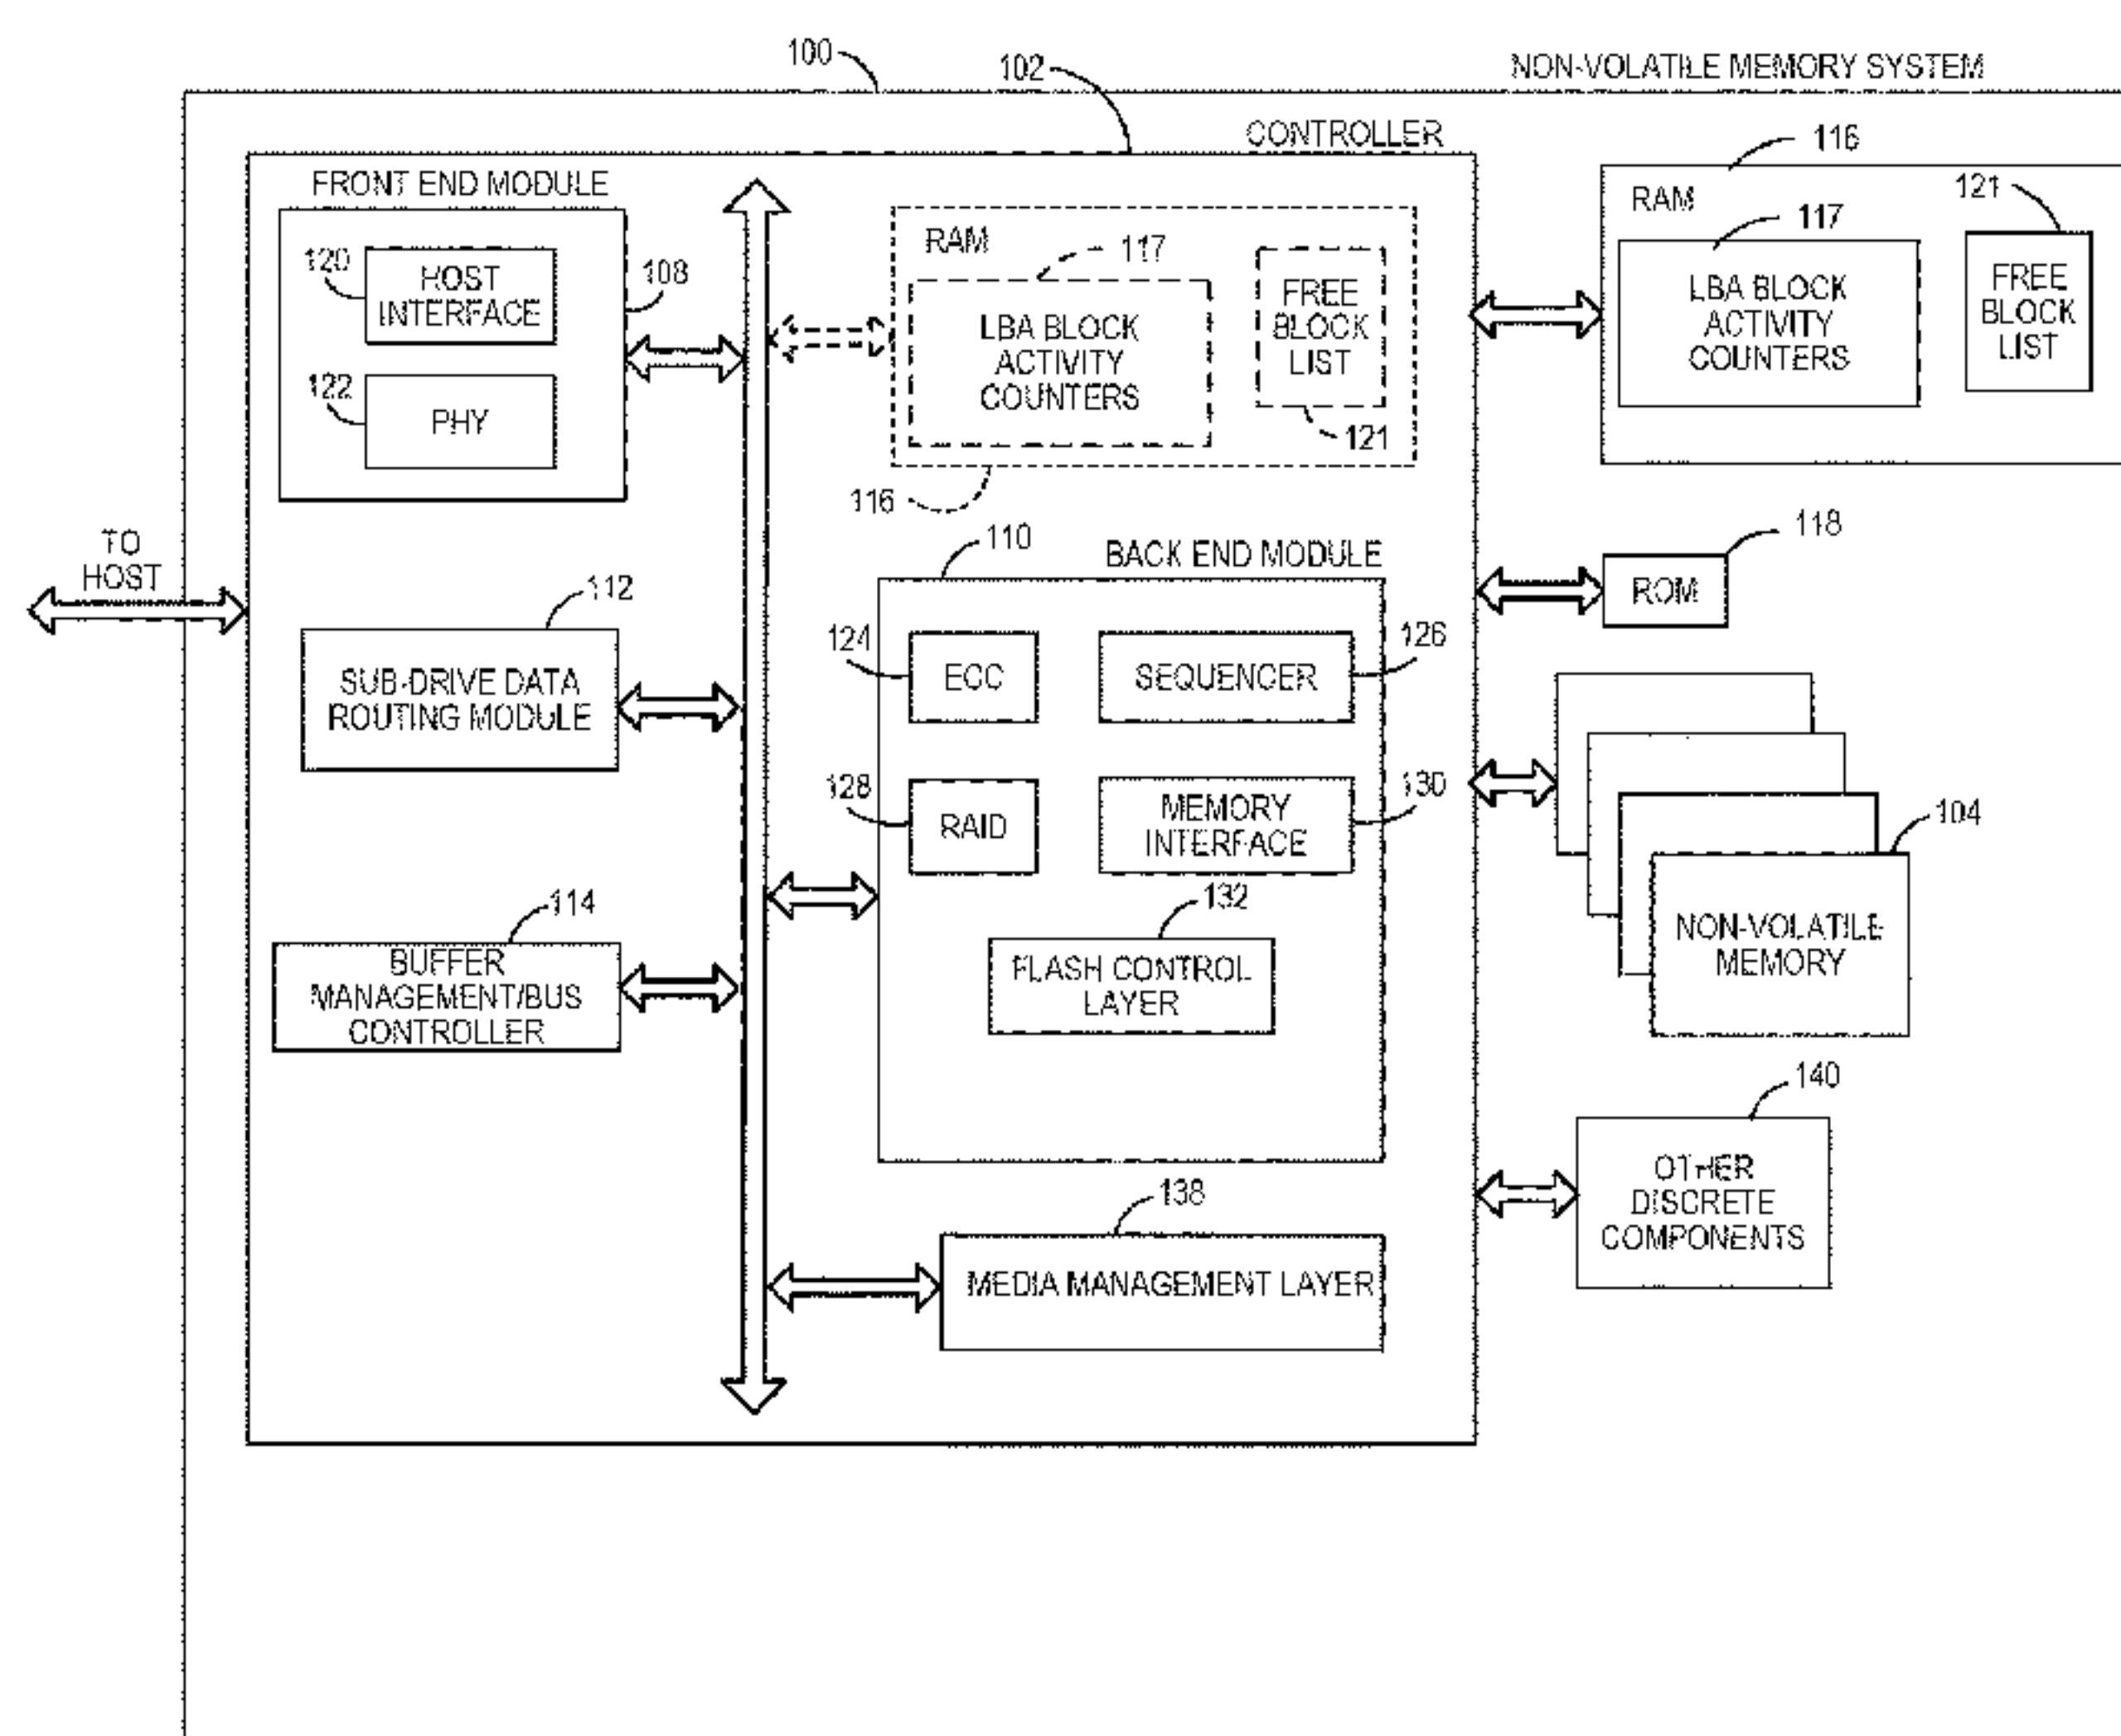 100
102
NON-VOLATILE MEMORY SYSTEM
CONTROLLER
116
FRONT END MODULE
RAM
121
117
120
HOST
INTERFACE
108
122
PHY
RAM
117
LBA BLOCK
ACTIVITY
COUNTERS
FREE
BLOCK
LIST
121
116
LBA BLOCK
ACTIVITY
COUNTERS
FREE
BLOCK
LIST
TO
HOST
110
BACK END MODULE
118
ROM
112
SUB-DRIVE DATA
ROUTING MODULE
124
ECC
SEQUENCER
126
128
RAID
MEMORY
INTERFACE
130
104
NON-VOLATILE
MEMORY
132
FLASH CONTROL
LAYER
114
BUFFER
MANAGEMENT/BUS
CONTROLLER
140
OTHER
DISCRETE
COMPONENTS
138
MEDIA MANAGEMENT LAYER